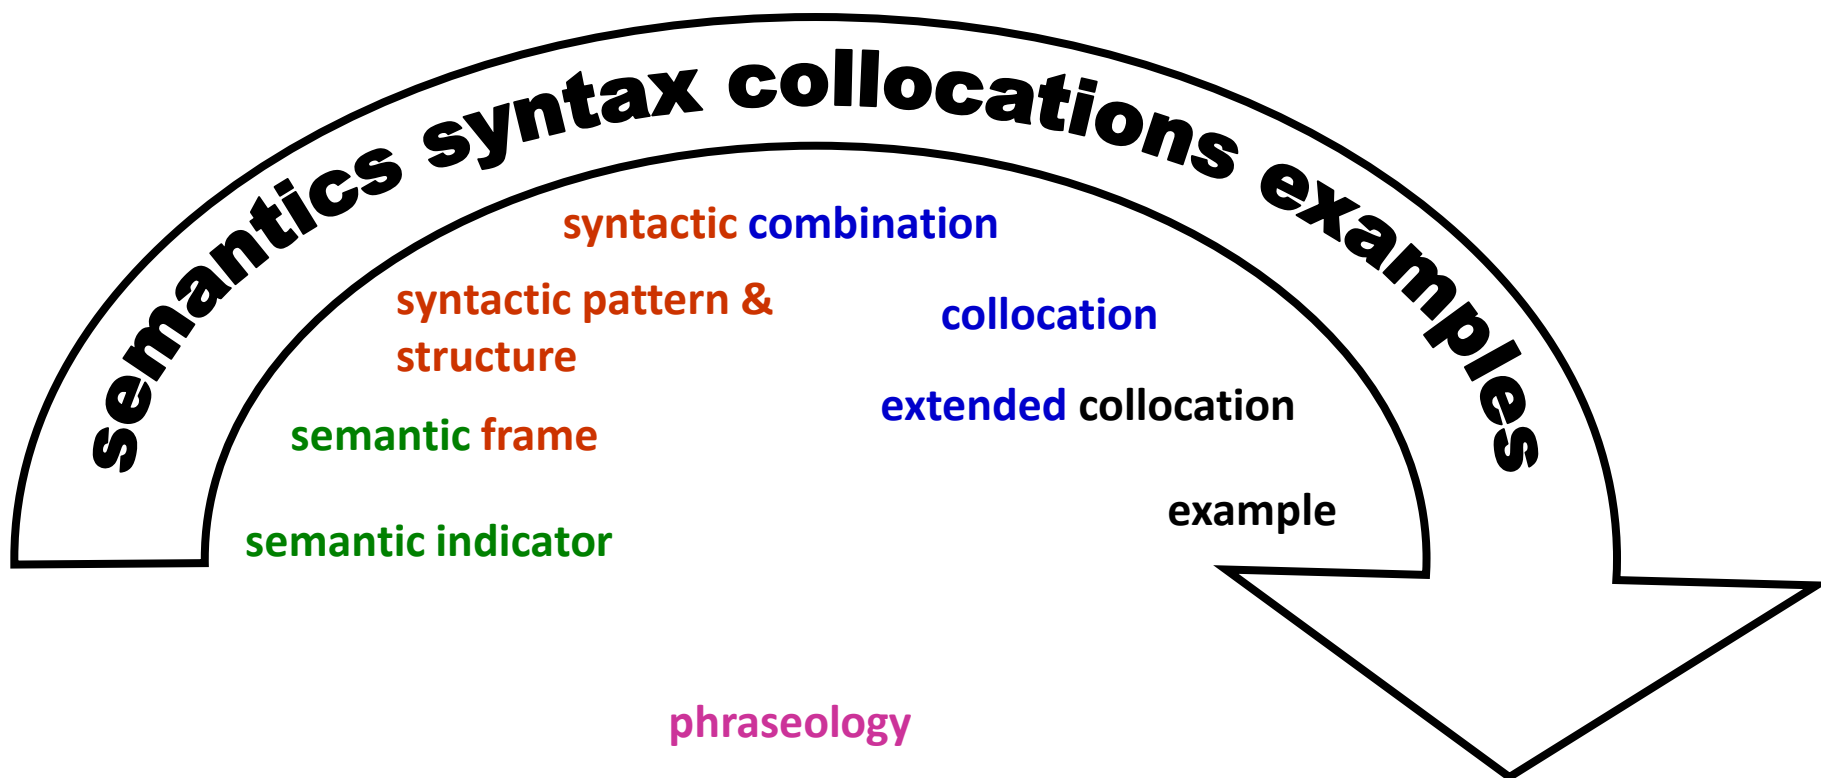 semantics syntax collocations examples
syntactic combination
syntactic pattern &
structure
collocation
extended collocation
semantic frame
example
semantic indicator
phraseology